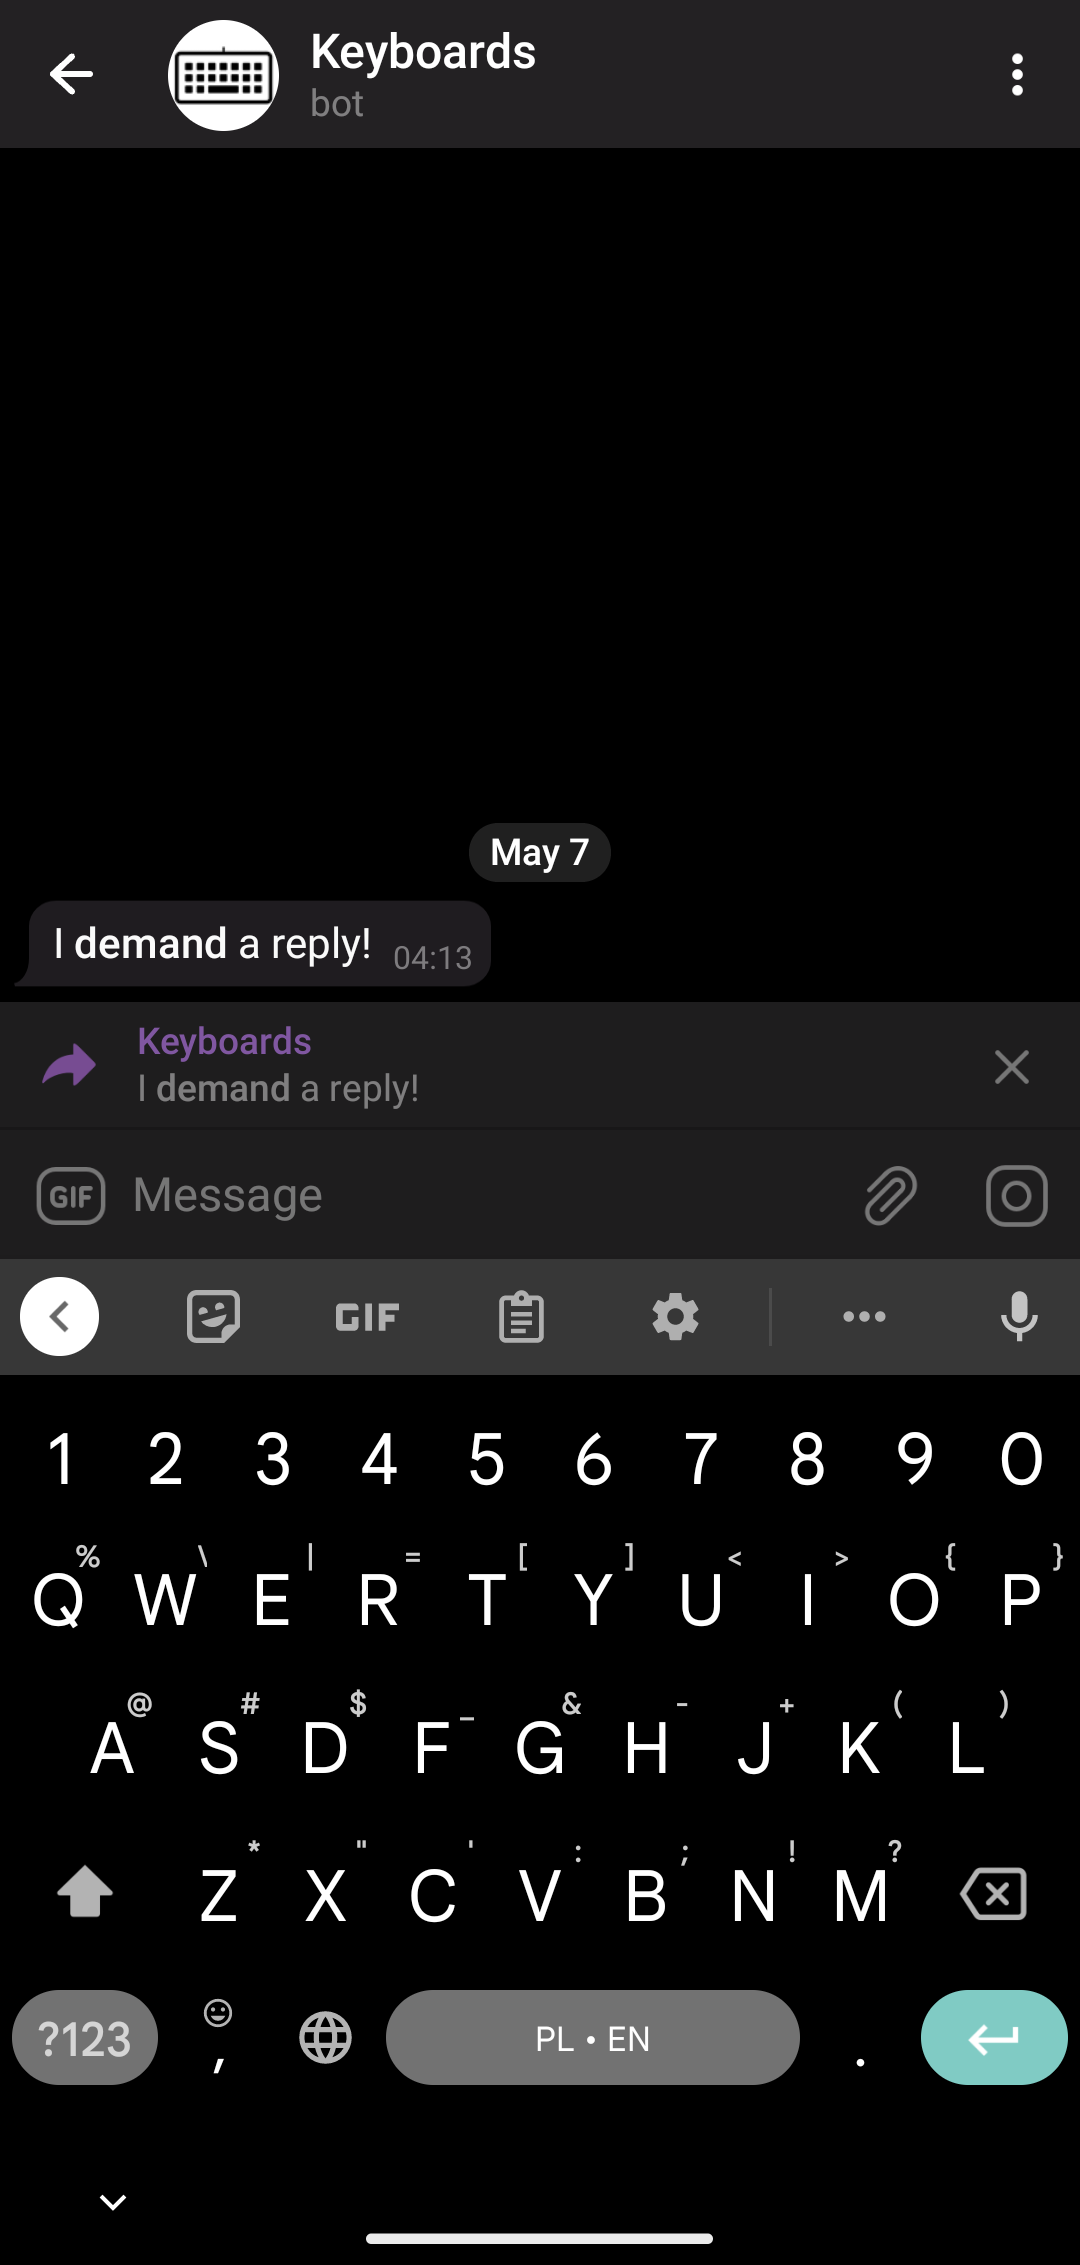 Keyboards
bot
May 7
I demand a reply! 04:13
Keyboards
I demand a reply!
GIF Message
GIF
1 2 3 4 5 6 7 8 9 0
% \ | = [ ] < > { }
Q W E R T Y U I O P
@ # $ _ & - + ( )
A S D F G H J K L
* " ' : ; ! ?
Z X C V B N M
?123 , PL • EN .